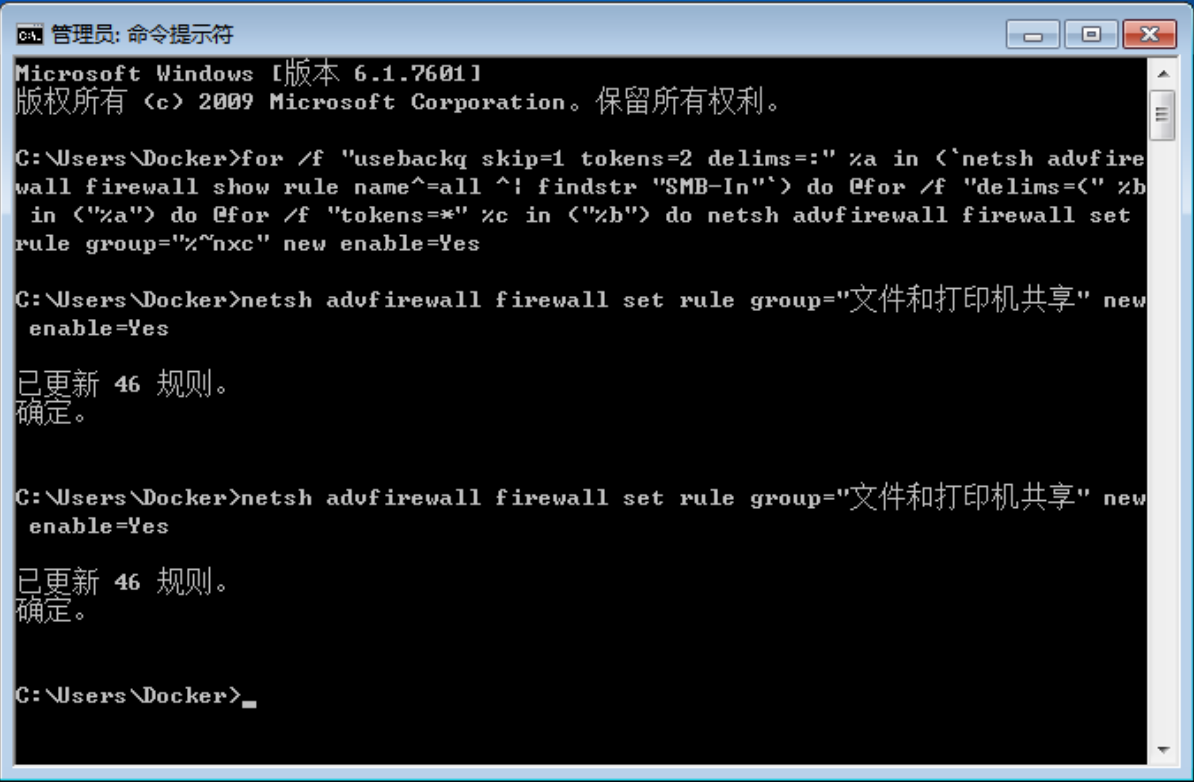 管理员: 命令提示符
Microsoft Windows [版本 6.1.7601]
版权所有 (c) 2009 Microsoft Corporation。保留所有权利。
C:\Users\Docker>for /f "usebackq skip=1 tokens=2 delims=:" %a in (`netsh advfire
wall firewall show rule name^=all ^| findstr "SMB-In"`) do @for /f "delims=(" %b
 in ("%a") do @for /f "tokens=*" %c in ("%b") do netsh advfirewall firewall set
rule group="%~nxc" new enable=Yes
C:\Users\Docker>netsh advfirewall firewall set rule group="文件和打印机共享" new
 enable=Yes
已更新 46 规则。
确定。
C:\Users\Docker>netsh advfirewall firewall set rule group="文件和打印机共享" new
 enable=Yes
已更新 46 规则。
确定。
C:\Users\Docker>_